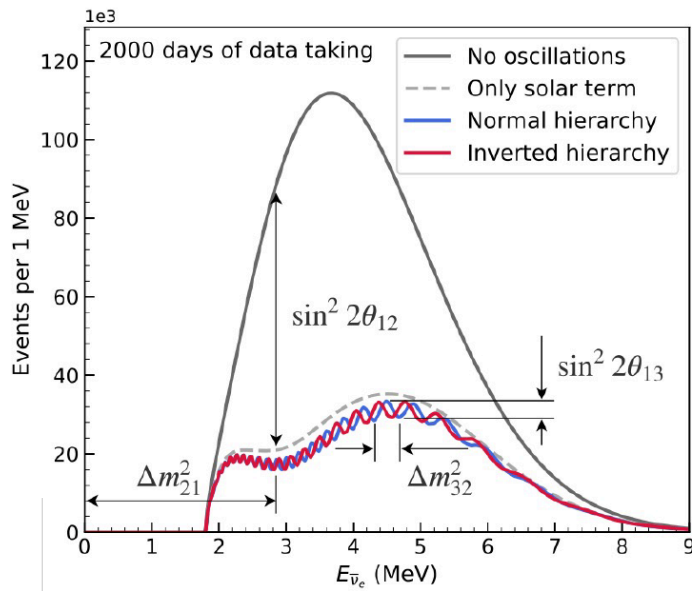 1e3
2000 days of data taking
No oscillations
Only solar term
Normal hierarchy
Inverted hierarchy
120
100
80
60
40
20
0
Events per 1 MeV
sin² 2θ₁₂
sin² 2θ₁₃
Δm²₂₁
Δm²₃₂
0 1 2 3 4 5 6 7 8 9
E_ν̅ₑ (MeV)